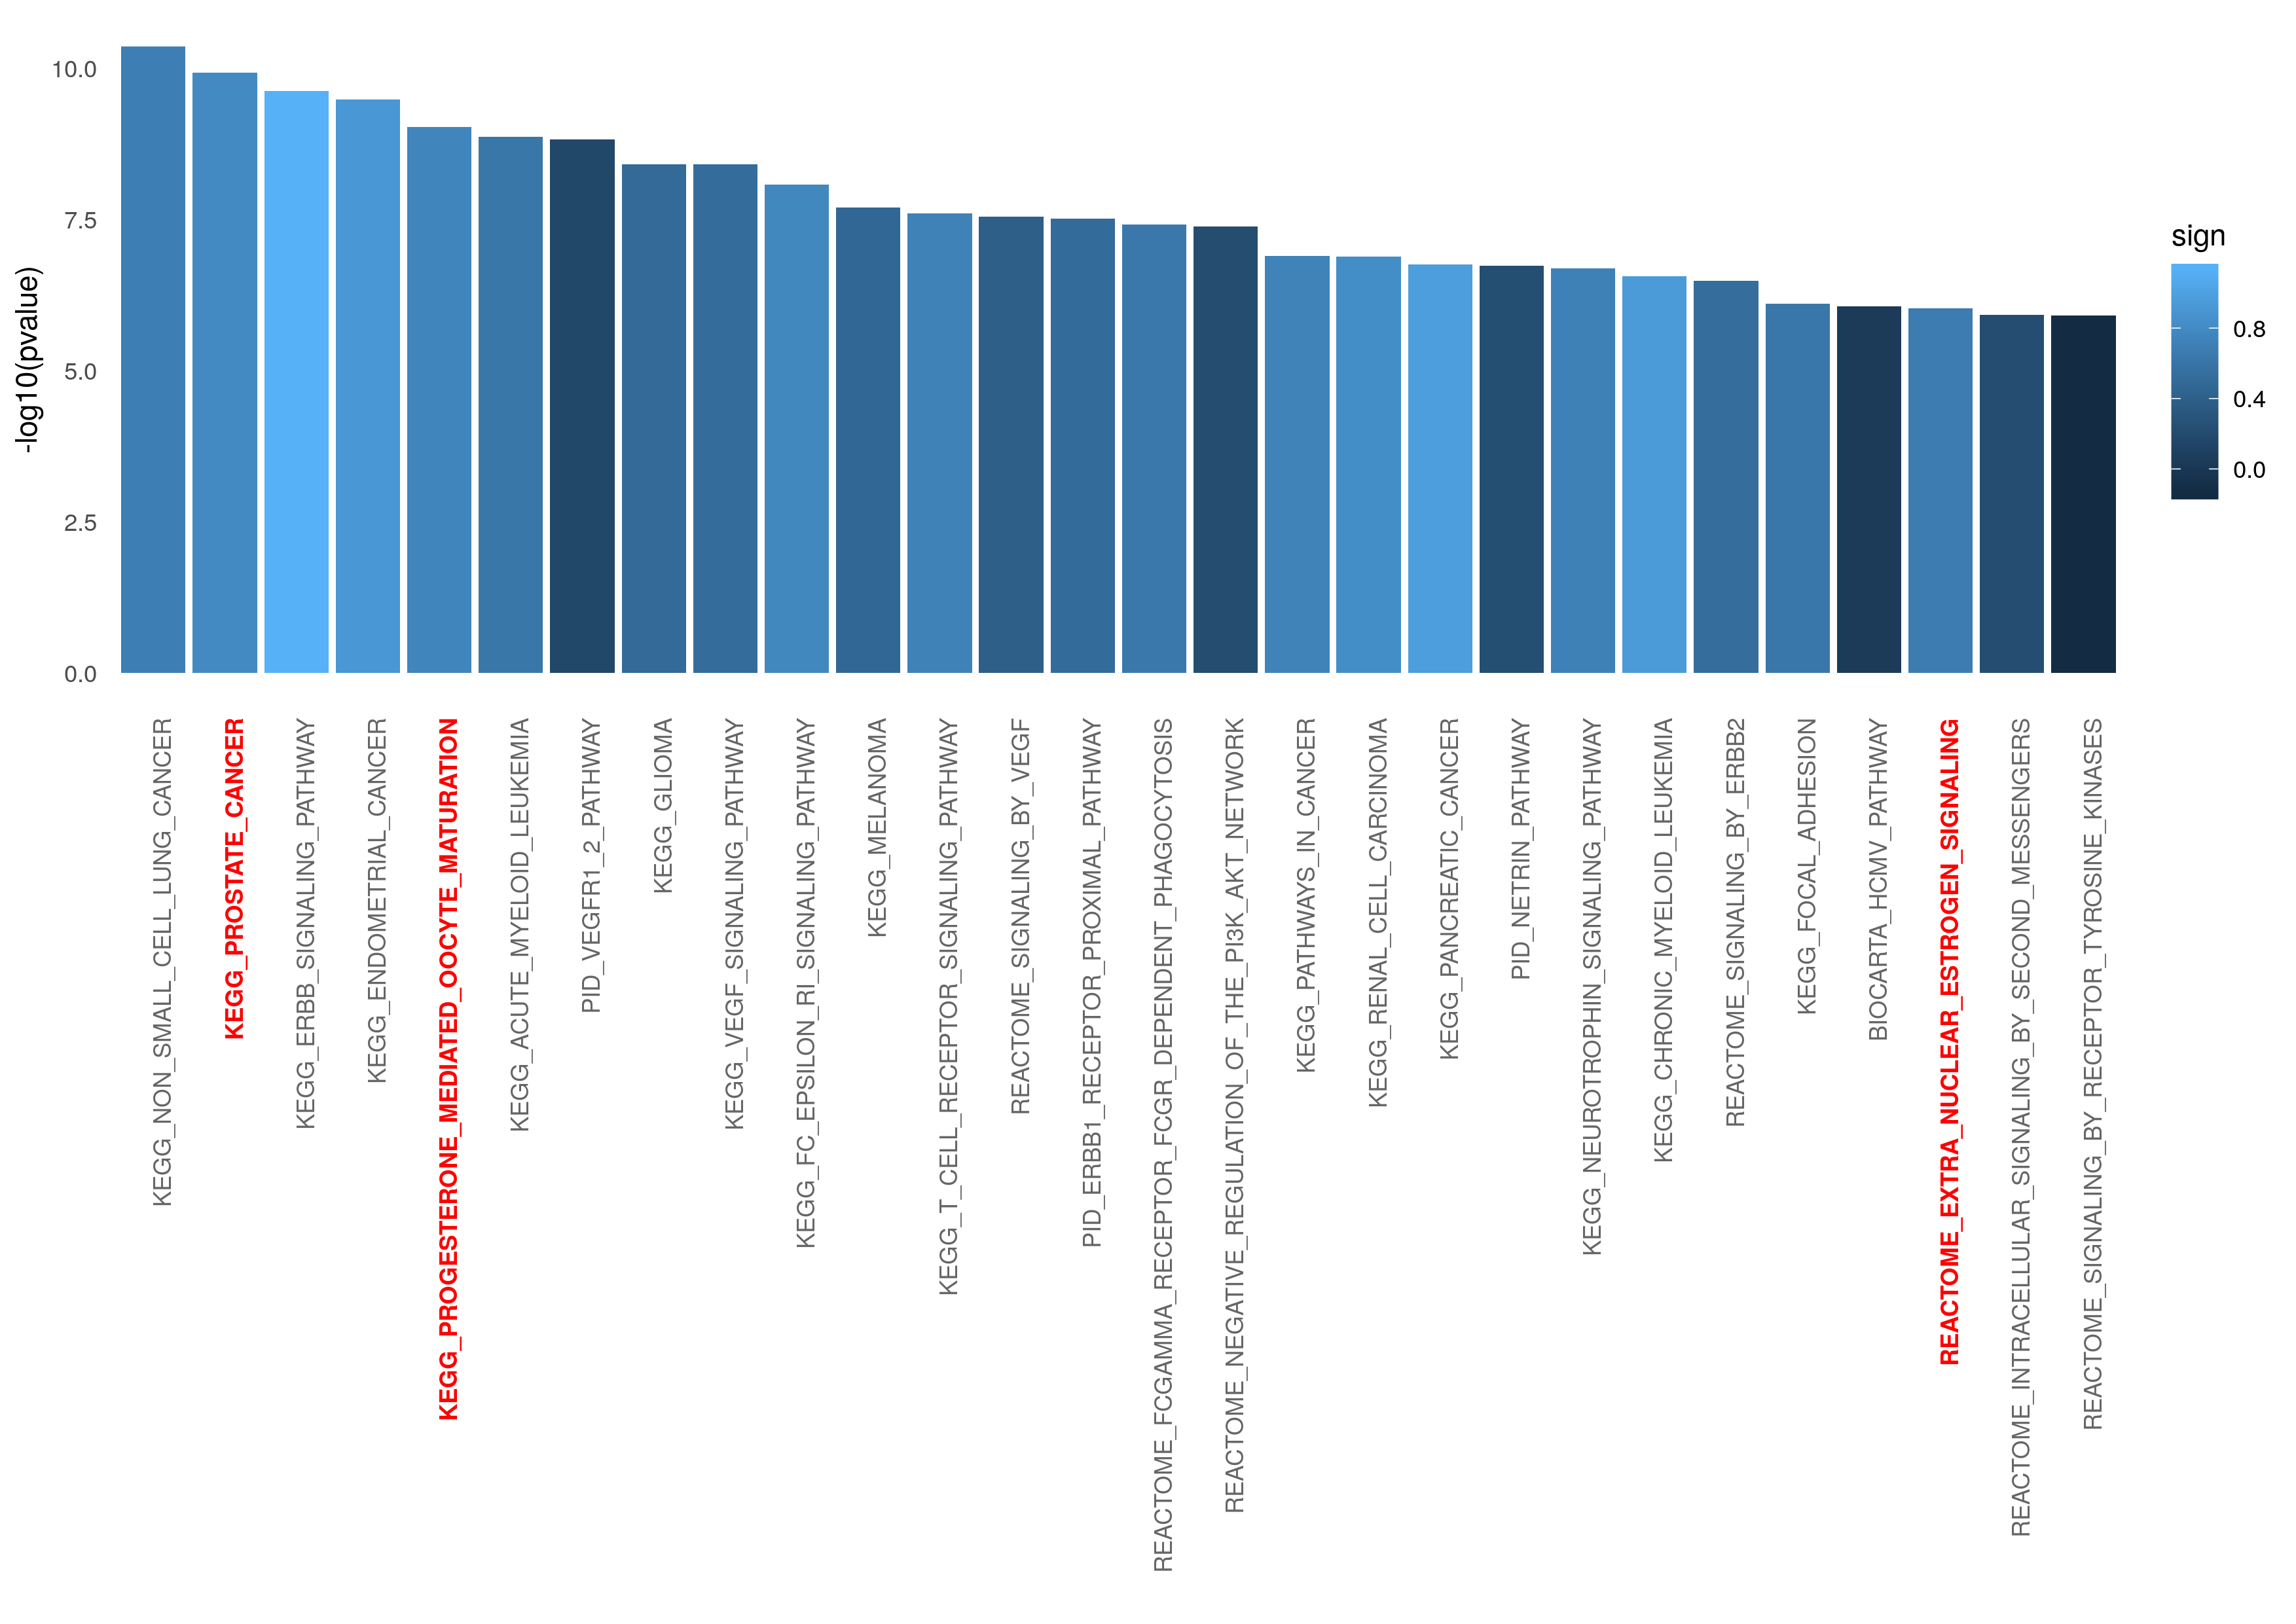 -log10(pvalue)
10.0
7.5
5.0
2.5
0.0
KEGG_NON_SMALL_CELL_LUNG_CANCER
KEGG_PROSTATE_CANCER
KEGG_ERBB_SIGNALING_PATHWAY
KEGG_ENDOMETRIAL_CANCER
KEGG_PROGESTERONE_MEDIATED_OOCYTE_MATURATION
KEGG_ACUTE_MYELOID_LEUKEMIA
PID_VEGFR1_2_PATHWAY
KEGG_GLIOMA
KEGG_VEGF_SIGNALING_PATHWAY
KEGG_FC_EPSILON_RI_SIGNALING_PATHWAY
KEGG_MELANOMA
KEGG_T_CELL_RECEPTOR_SIGNALING_PATHWAY
REACTOME_SIGNALING_BY_VEGF
PID_ERBB1_RECEPTOR_PROXIMAL_PATHWAY
REACTOME_FCGAMMA_RECEPTOR_FCGR_DEPENDENT_PHAGOCYTOSIS
REACTOME_NEGATIVE_REGULATION_OF_THE_PI3K_AKT_NETWORK
KEGG_PATHWAYS_IN_CANCER
KEGG_RENAL_CELL_CARCINOMA
KEGG_PANCREATIC_CANCER
PID_NETRIN_PATHWAY
KEGG_NEUROTROPHIN_SIGNALING_PATHWAY
KEGG_CHRONIC_MYELOID_LEUKEMIA
REACTOME_SIGNALING_BY_ERBB2
KEGG_FOCAL_ADHESION
BIOCARTA_HCMV_PATHWAY
REACTOME_EXTRA_NUCLEAR_ESTROGEN_SIGNALING
REACTOME_INTRACELLULAR_SIGNALING_BY_SECOND_MESSENGERS
REACTOME_SIGNALING_BY_RECEPTOR_TYROSINE_KINASES
sign
0.8
0.4
0.0